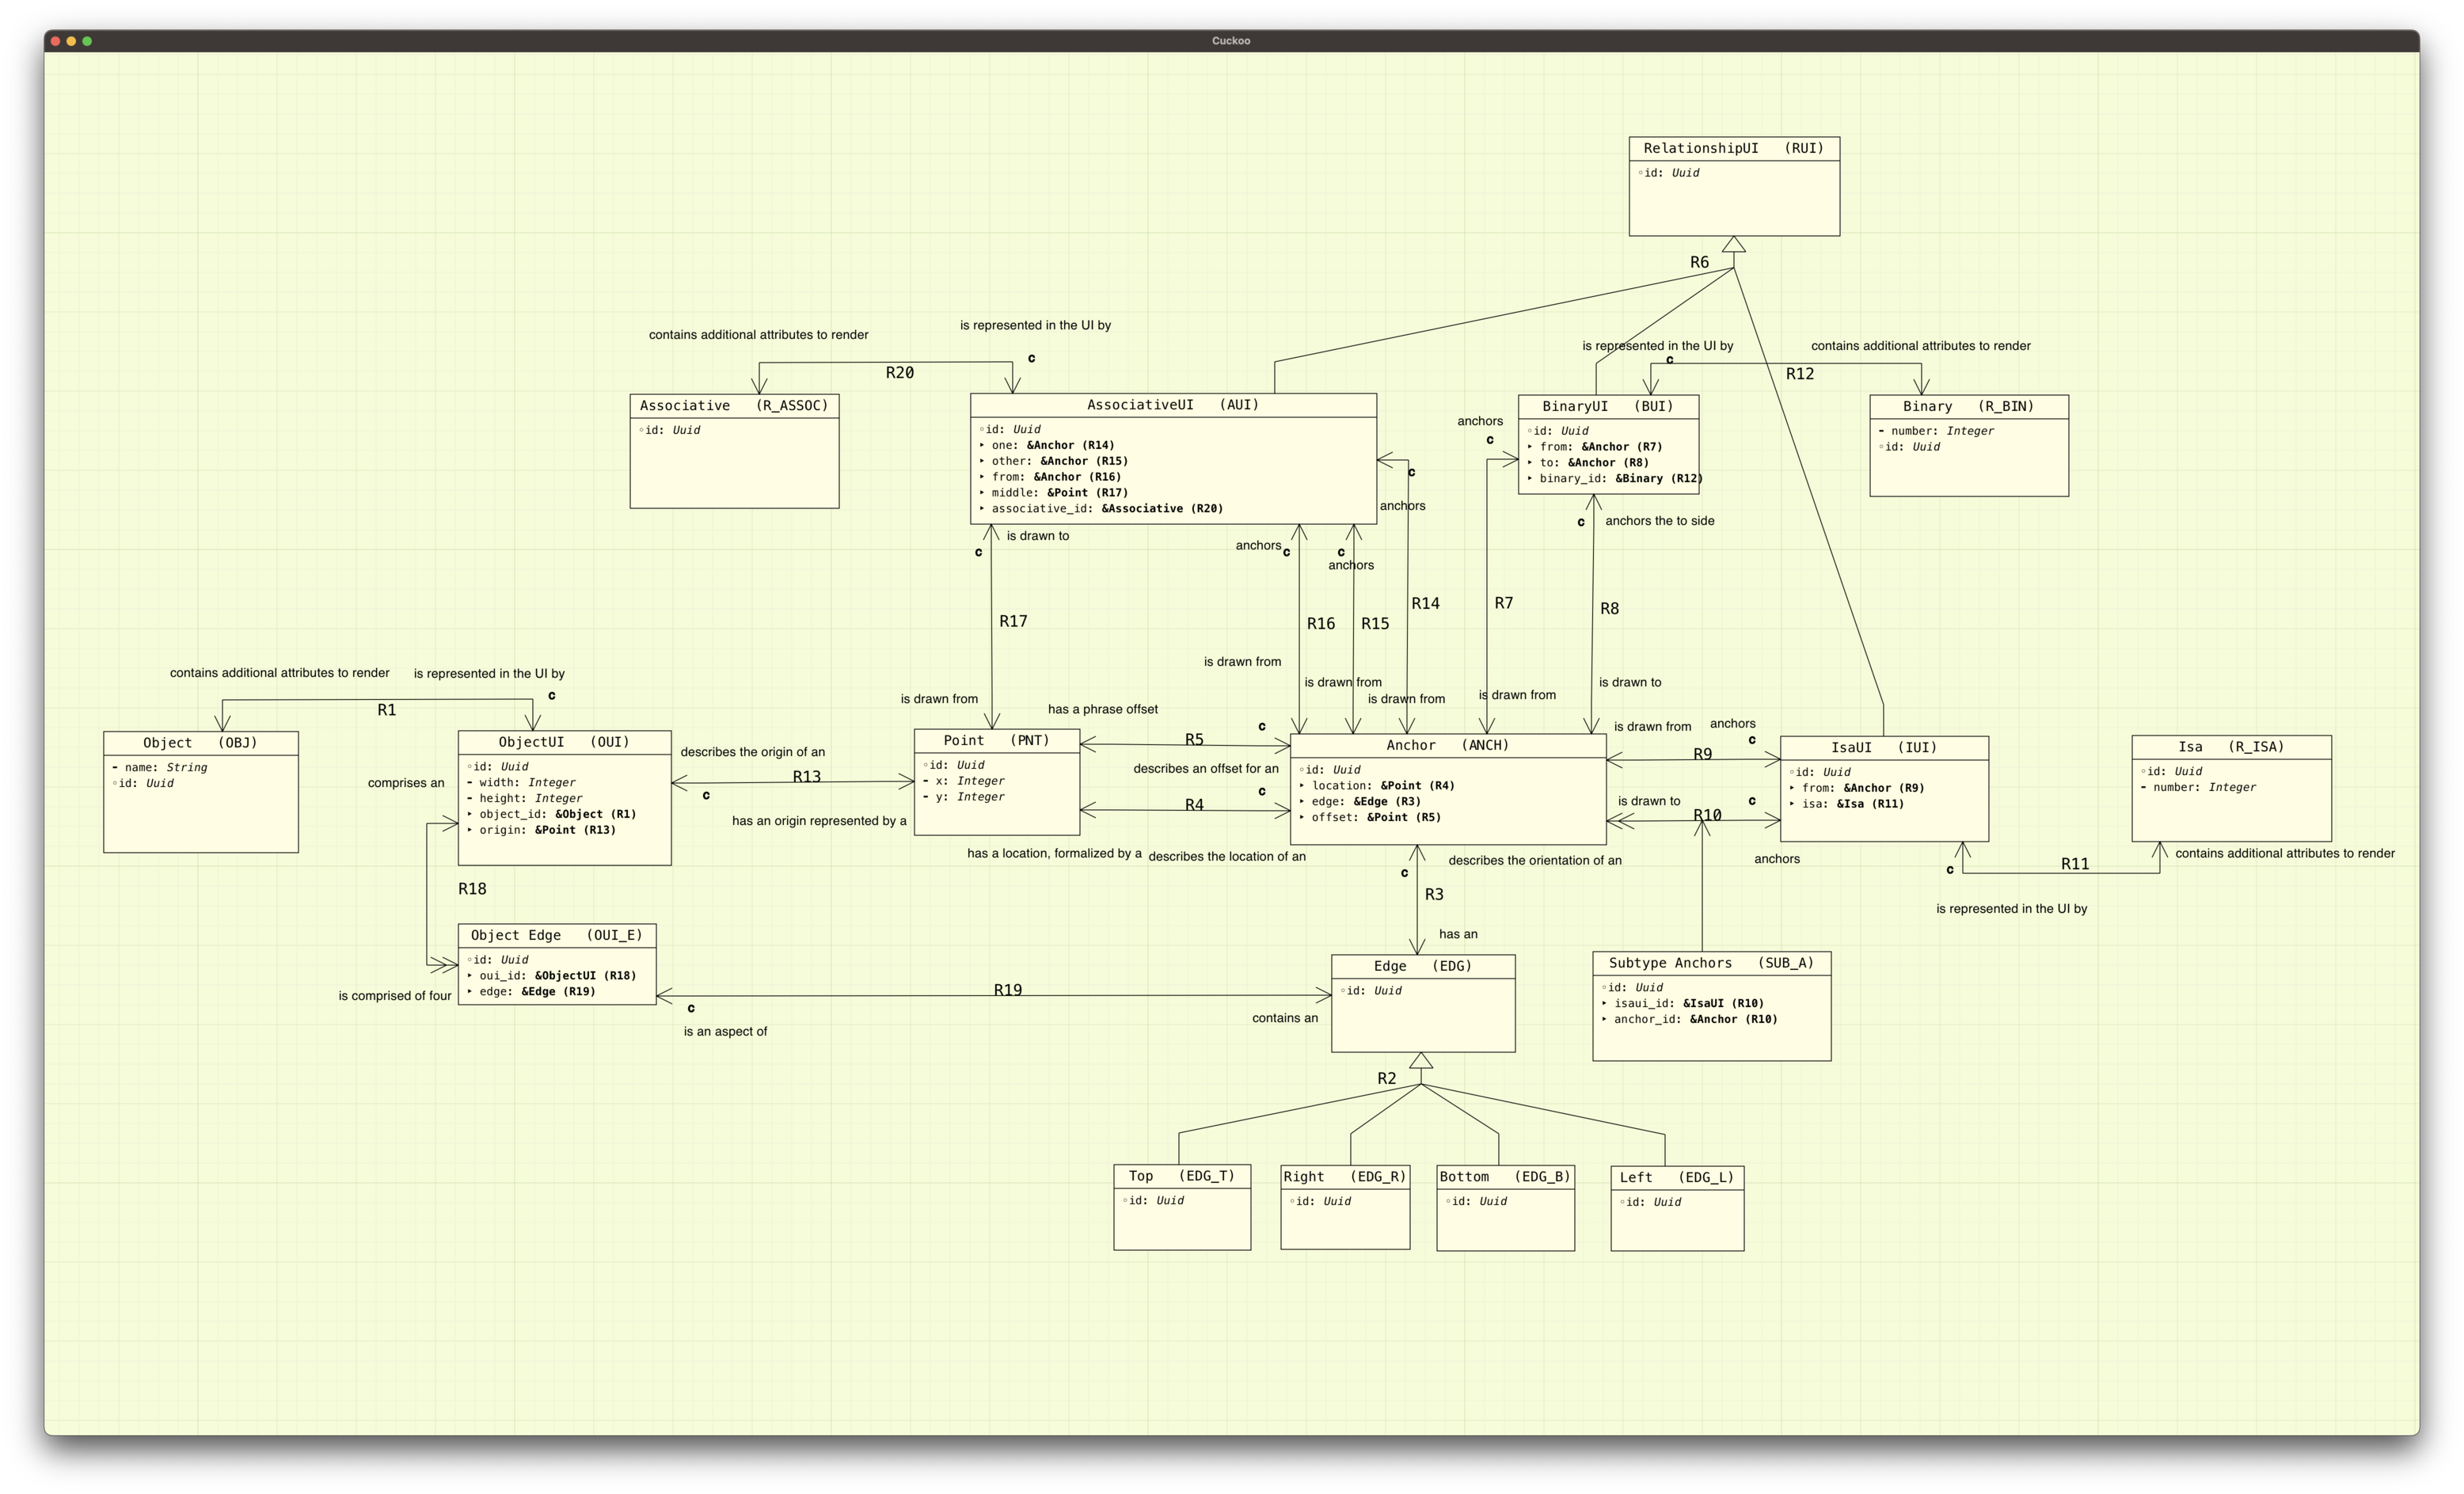 Cuckoo
RelationshipUI (RUI)
◦id: Uuid
R6
contains additional attributes to render
is represented in the UI by
c
R20
Associative (R_ASSOC)
◦id: Uuid
AssociativeUI (AUI)
◦id: Uuid
‣ one: &Anchor (R14)
‣ other: &Anchor (R15)
‣ from: &Anchor (R16)
‣ middle: &Point (R17)
‣ associative_id: &Associative (R20)
is represented in the UI by
c
contains additional attributes to render
R12
BinaryUI (BUI)
◦id: Uuid
‣ from: &Anchor (R7)
‣ to: &Anchor (R8)
‣ binary_id: &Binary (R12)
Binary (R_BIN)
- number: Integer
◦id: Uuid
anchors
c
c
anchors
c
anchors the to side
is drawn to
c
anchors
c
c
anchors
R17
R16
R15
R14
R7
R8
is drawn from
is drawn from
is drawn from
is drawn from
is drawn from
is drawn to
contains additional attributes to render
is represented in the UI by
c
R1
Object (OBJ)
- name: String
◦id: Uuid
ObjectUI (OUI)
◦id: Uuid
- width: Integer
- height: Integer
‣ object_id: &Object (R1)
‣ origin: &Point (R13)
comprises an
describes the origin of an
R13
c
has an origin represented by a
Point (PNT)
◦id: Uuid
- x: Integer
- y: Integer
has a phrase offset
c
R5
describes an offset for an
c
R4
has a location, formalized by a
describes the location of an
Anchor (ANCH)
◦id: Uuid
‣ location: &Point (R4)
‣ edge: &Edge (R3)
‣ offset: &Point (R5)
is drawn from
anchors
c
R9
is drawn to
c
R10
anchors
IsaUI (IUI)
◦id: Uuid
‣ from: &Anchor (R9)
‣ isa: &Isa (R11)
Isa (R_ISA)
◦id: Uuid
- number: Integer
c
R11
contains additional attributes to render
is represented in the UI by
c
describes the orientation of an
R3
has an
R18
Object Edge (OUI_E)
◦id: Uuid
‣ oui_id: &ObjectUI (R18)
‣ edge: &Edge (R19)
is comprised of four
c
is an aspect of
R19
contains an
Edge (EDG)
◦id: Uuid
Subtype Anchors (SUB_A)
◦id: Uuid
‣ isaui_id: &IsaUI (R10)
‣ anchor_id: &Anchor (R10)
R2
Top (EDG_T)
◦id: Uuid
Right (EDG_R)
◦id: Uuid
Bottom (EDG_B)
◦id: Uuid
Left (EDG_L)
◦id: Uuid